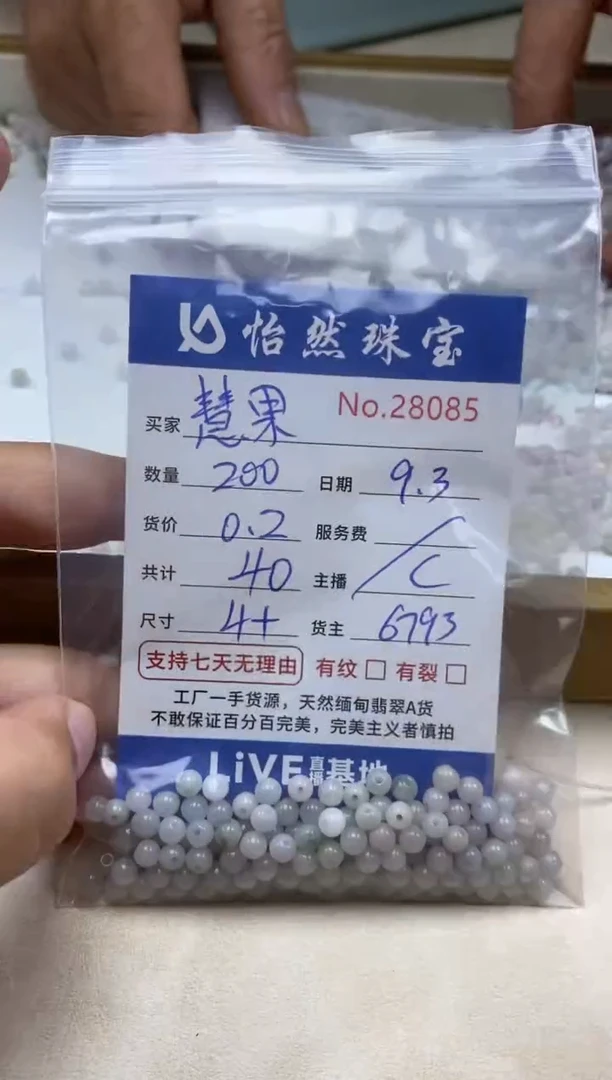 怡然珠宝
No.28085
买家 慧果
数量 200 日期 9.3
货价 0.2 服务费 /
共计 40 主播 C
尺寸 4+ 货主 6793
支持七天无理由 有纹 □ 有裂 □
工厂一手货源，天然缅甸翡翠A货
不敢保证百分百完美，完美主义者慎拍
LiVE直播基地